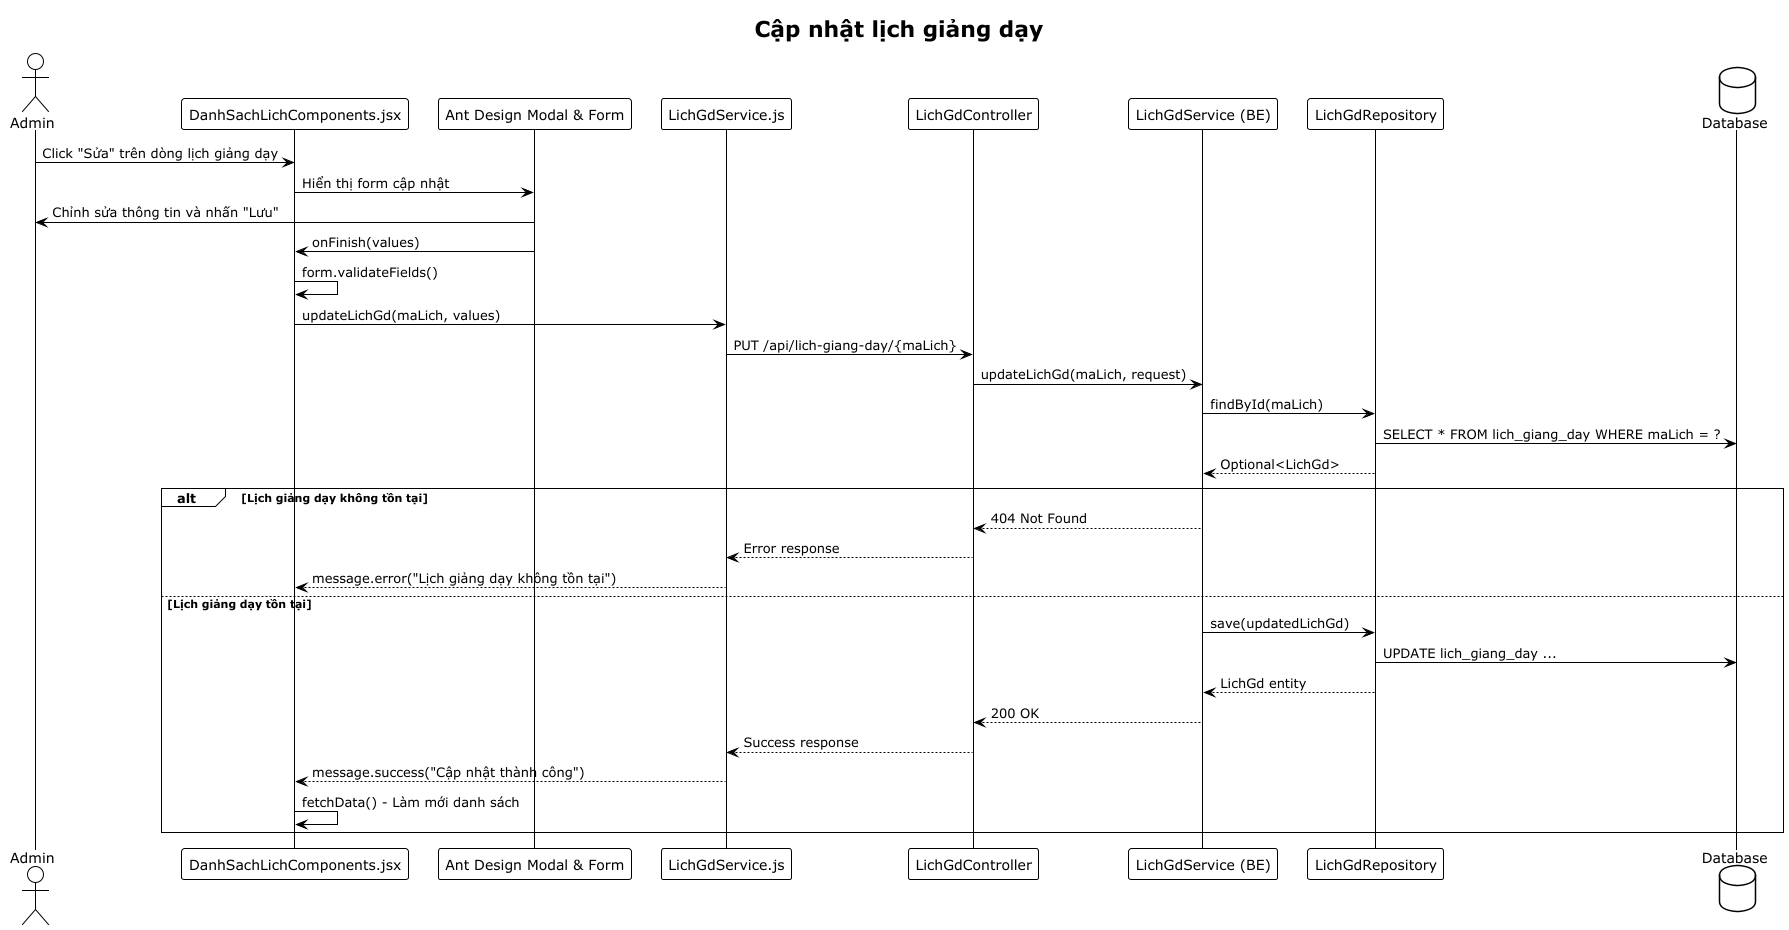 Cập nhật lịch giảng dạy
Admin
DanhSachLichComponents.jsx
Ant Design Modal & Form
LichGdService.js
LichGdController
LichGdService (BE)
LichGdRepository
Database
Click "Sửa" trên dòng lịch giảng dạy
Hiển thị form cập nhật
Chỉnh sửa thông tin và nhấn "Lưu"
onFinish(values)
form.validateFields()
updateLichGd(maLich, values)
PUT /api/lich-giang-day/{maLich}
updateLichGd(maLich, request)
findById(maLich)
SELECT * FROM lich_giang_day WHERE maLich = ?
Optional<LichGd>
alt [Lịch giảng dạy không tồn tại]
404 Not Found
Error response
message.error("Lịch giảng dạy không tồn tại")
[Lịch giảng dạy tồn tại]
save(updatedLichGd)
UPDATE lich_giang_day ...
LichGd entity
200 OK
Success response
message.success("Cập nhật thành công")
fetchData() - Làm mới danh sách
Admin
DanhSachLichComponents.jsx
Ant Design Modal & Form
LichGdService.js
LichGdController
LichGdService (BE)
LichGdRepository
Database